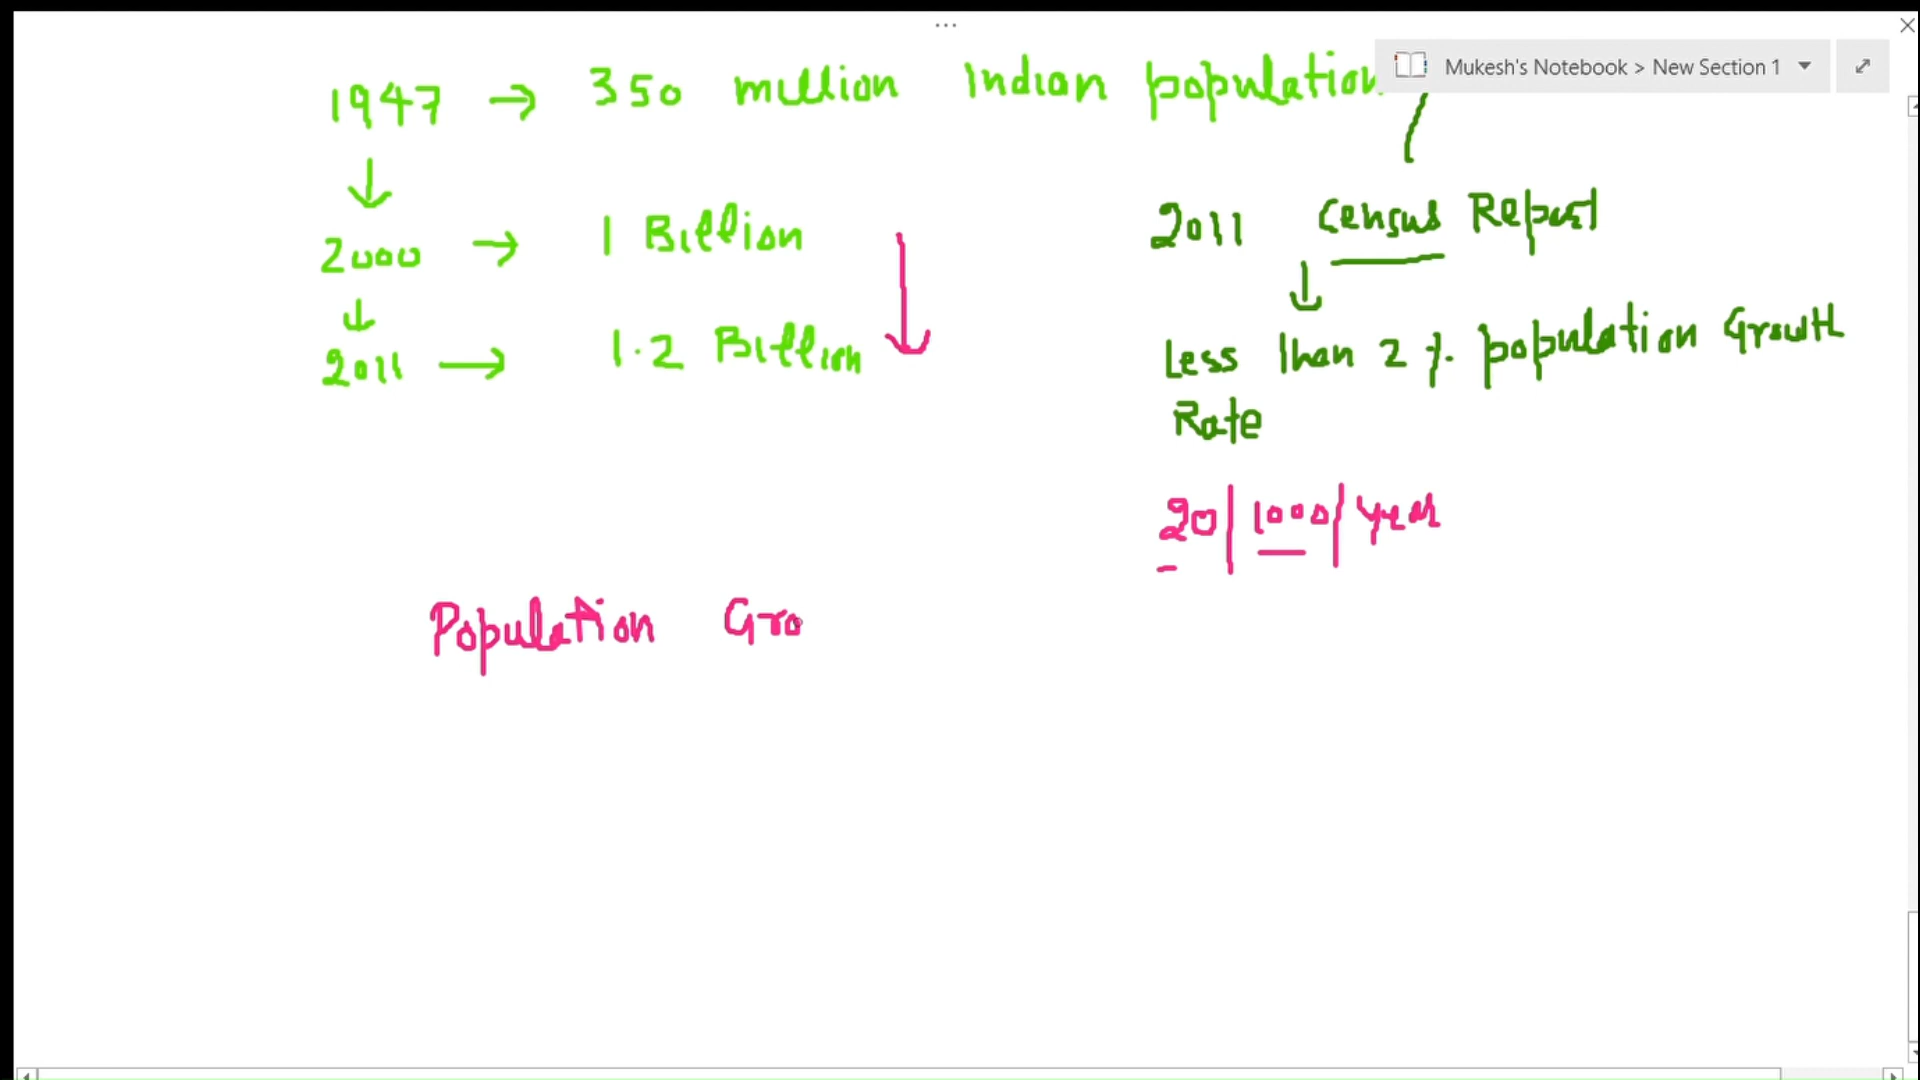 ...
Mukesh's Notebook > New Section 1
1947 → 350 million Indian population
2000 → 1 Billion
2011 → 1.2 Billion
2011 Census Report
Less Than 2 % population Growth
Rate
20/1000/year
Population Gro